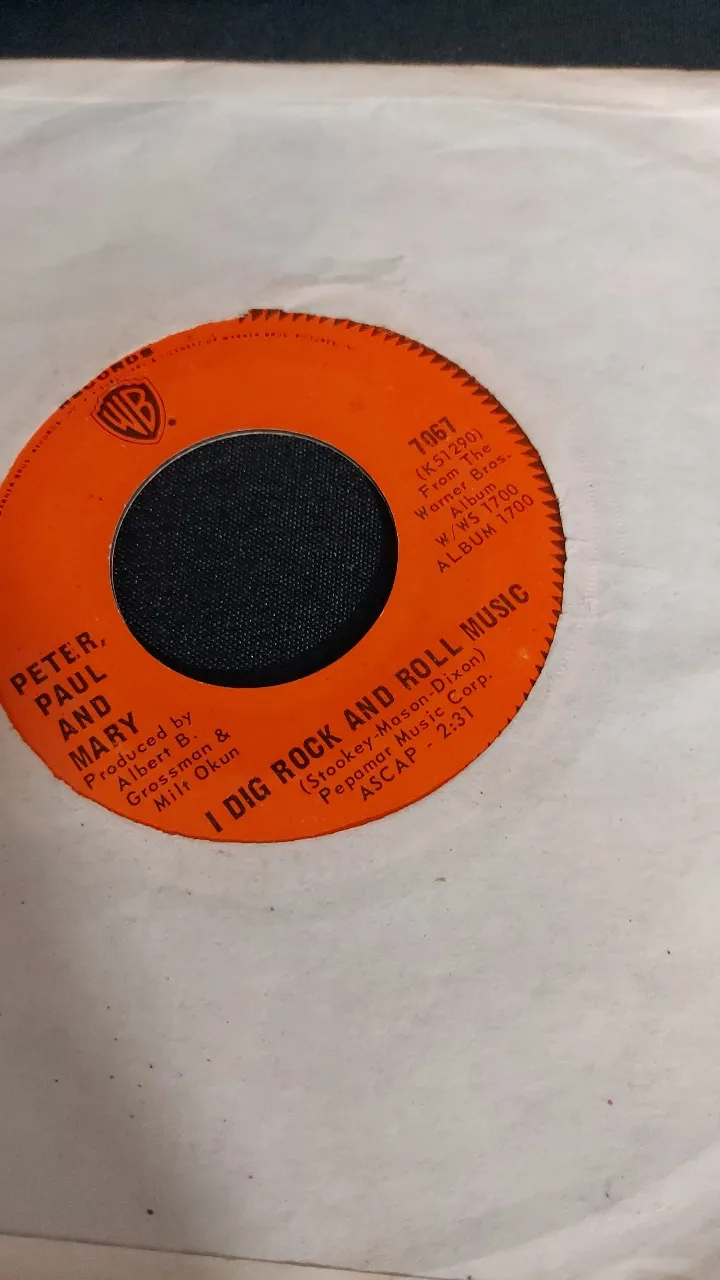 RECORDS
WB
7067
(K51290)
From The
Warner Bros.
Album
W/WS 1700
ALBUM 1700
PETER,
PAUL
AND
MARY
Produced by
Albert B.
Grossman &
Milt Okun
I DIG ROCK AND ROLL MUSIC
(Stookey-Mason-Dixon)
Pepamar Music Corp.
ASCAP - 2:31